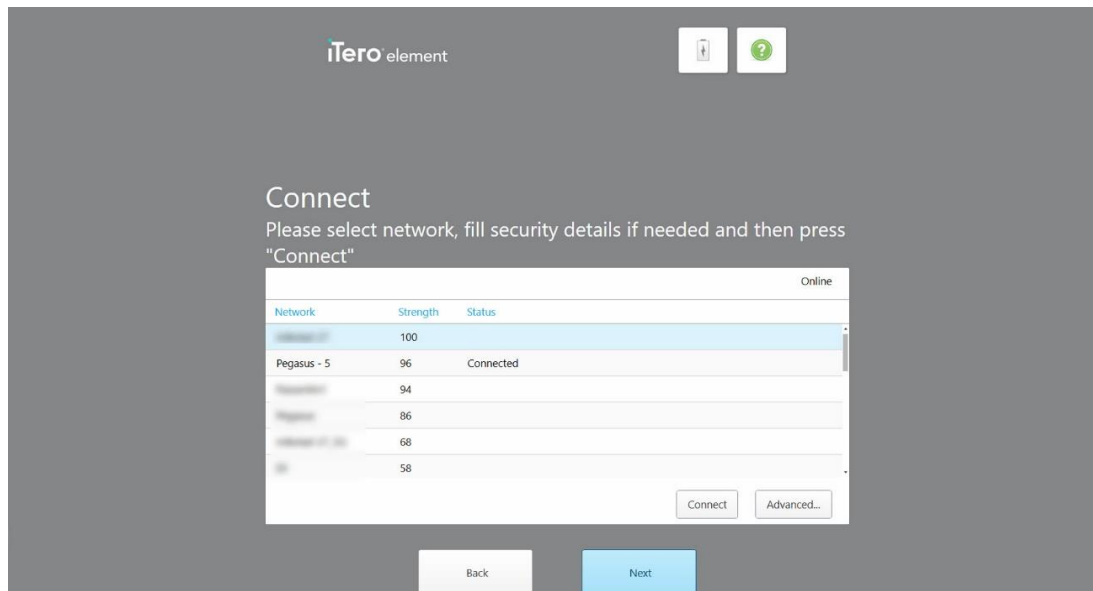 iTero element
?
Connect
Please select network, fill security details if needed and then press
"Connect"
Online
Network Strength Status
100
Pegasus - 5 96 Connected
94
86
68
58
Connect Advanced...
Back Next